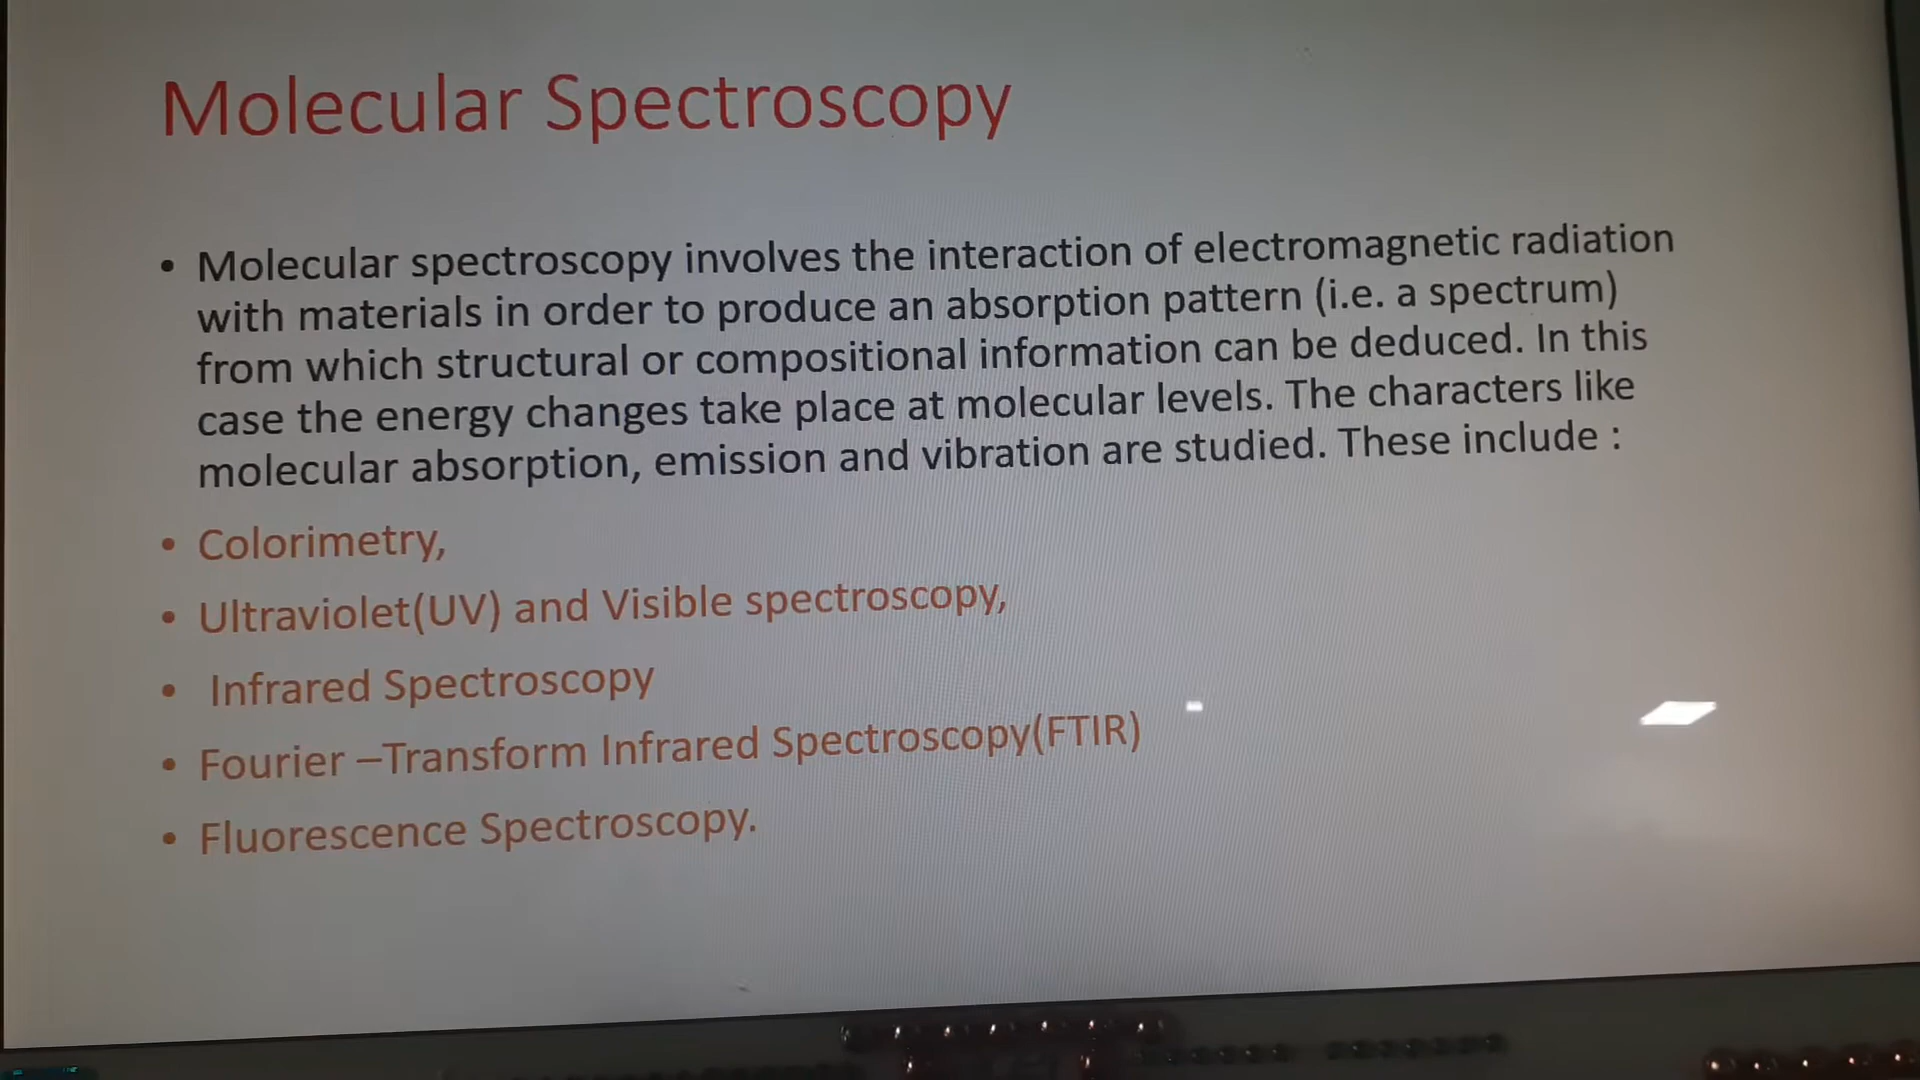 Molecular Spectroscopy
• Molecular spectroscopy involves the interaction of electromagnetic radiation
with materials in order to produce an absorption pattern (i.e. a spectrum)
from which structural or compositional information can be deduced. In this
case the energy changes take place at molecular levels. The characters like
molecular absorption, emission and vibration are studied. These include :
• Colorimetry,
• Ultraviolet(UV) and Visible spectroscopy,
• Infrared Spectroscopy
• Fourier –Transform Infrared Spectroscopy(FTIR)
• Fluorescence Spectroscopy.